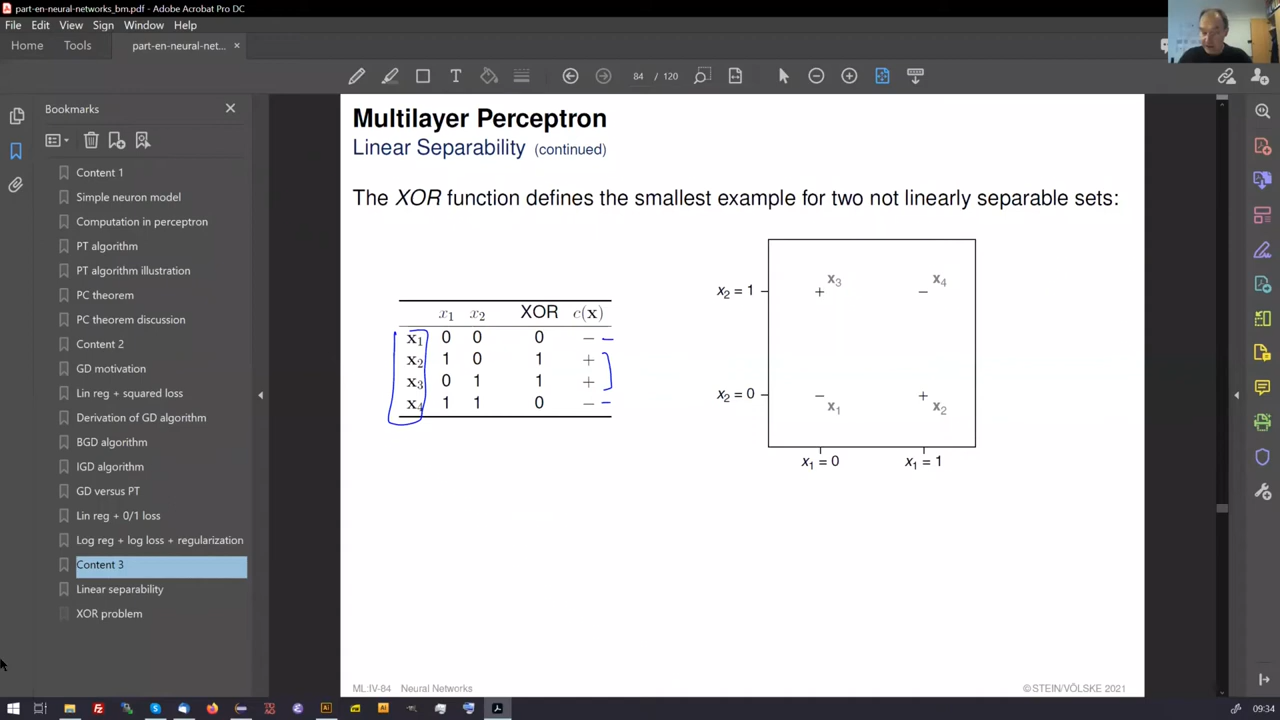 part-en-neural-networks_bm.pdf - Adobe Acrobat Pro DC
File Edit View Sign Window Help
Home Tools part-en-neural-net... ×
84 / 120
Bookmarks
Content 1
Simple neuron model
Computation in perceptron
PT algorithm
PT algorithm illustration
PC theorem
PC theorem discussion
Content 2
GD motivation
Lin reg + squared loss
Derivation of GD algorithm
BGD algorithm
IGD algorithm
GD versus PT
Lin reg + 0/1 loss
Log reg + log loss + regularization
Content 3
Linear separability
XOR problem
Multilayer Perceptron
Linear Separability (continued)
The XOR function defines the smallest example for two not linearly separable sets:
x1 x2 XOR c(x)
x1 0 0 0 −
x2 1 0 1 +
x3 0 1 1 +
x4 1 1 0 −
x3 x4
x2 = 1 + −
x2 = 0 − +
x1 x2
x1 = 0 x1 = 1
ML:IV-84 Neural Networks
©STEIN/VÖLSKE 2021
09:34